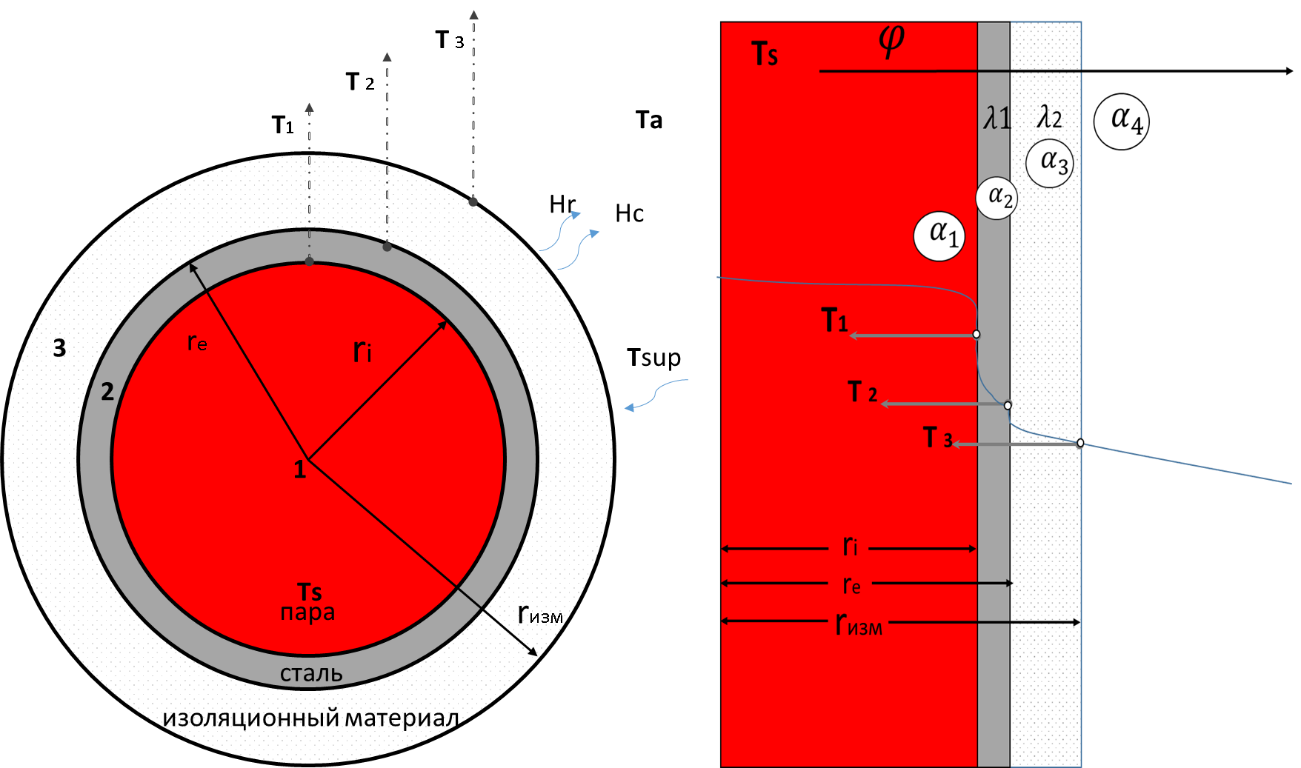 T 3
T 2
T1
Ta
Hr
Hc
re
ri
3
2
Tsup
1
Ts
пара
rизм
сталь
изоляционный материал
Ts
φ
λ1
λ2
α4
α3
α2
α1
T1
T 2
T 3
ri
re
rизм